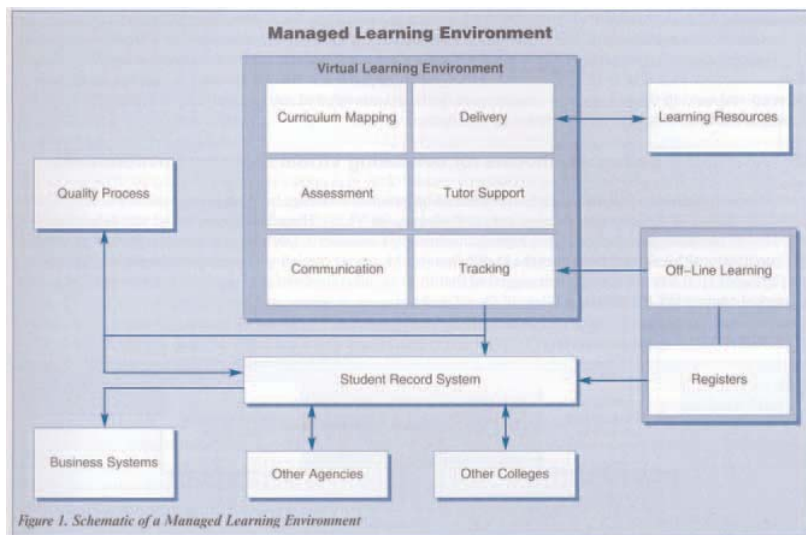 Managed Learning Environment
Virtual Learning Environment
Curriculum Mapping
Delivery
Learning Resources
Quality Process
Assessment
Tutor Support
Communication
Tracking
Off–Line Learning
Student Record System
Registers
Business Systems
Other Agencies
Other Colleges
Figure 1. Schematic of a Managed Learning Environment